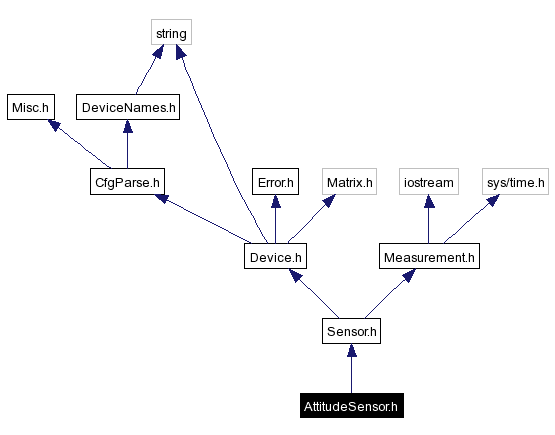 string
Misc.h
DeviceNames.h
CfgParse.h
Error.h
Matrix.h
iostream
sys/time.h
Device.h
Measurement.h
Sensor.h
AttitudeSensor.h